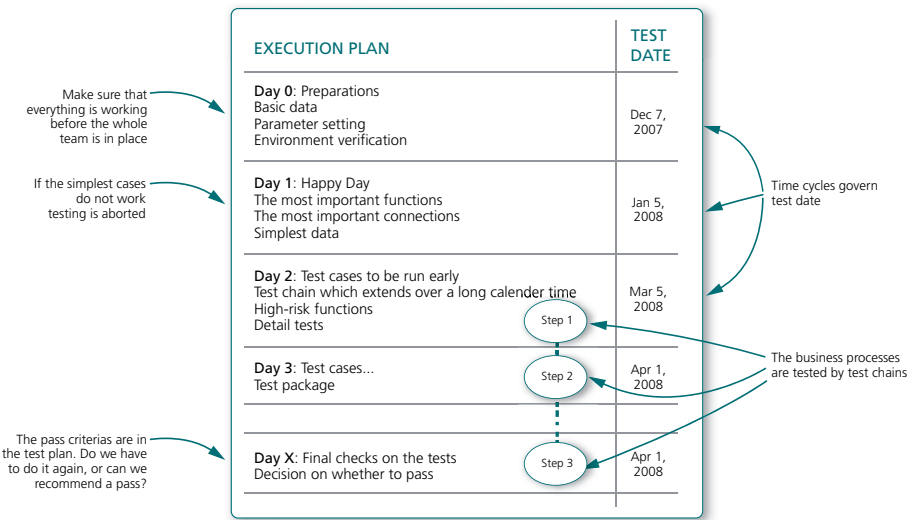 EXECUTION PLAN
TEST
DATE
Make sure that
everything is working
before the whole
team is in place
Day 0: Preparations
Basic data
Parameter setting
Environment verification
Dec 7,
2007
If the simplest cases
do not work
testing is aborted
Day 1: Happy Day
The most important functions
The most important connections
Simplest data
Jan 5,
2008
Time cycles govern
test date
Day 2: Test cases to be run early
Test chain which extends over a long calender time
High-risk functions
Detail tests
Step 1
Mar 5,
2008
Day 3: Test cases...
Test package
Step 2
Apr 1,
2008
The business processes
are tested by test chains
The pass criterias are in
the test plan. Do we have
to do it again, or can we
recommend a pass?
Day X: Final checks on the tests
Decision on whether to pass
Step 3
Apr 1,
2008